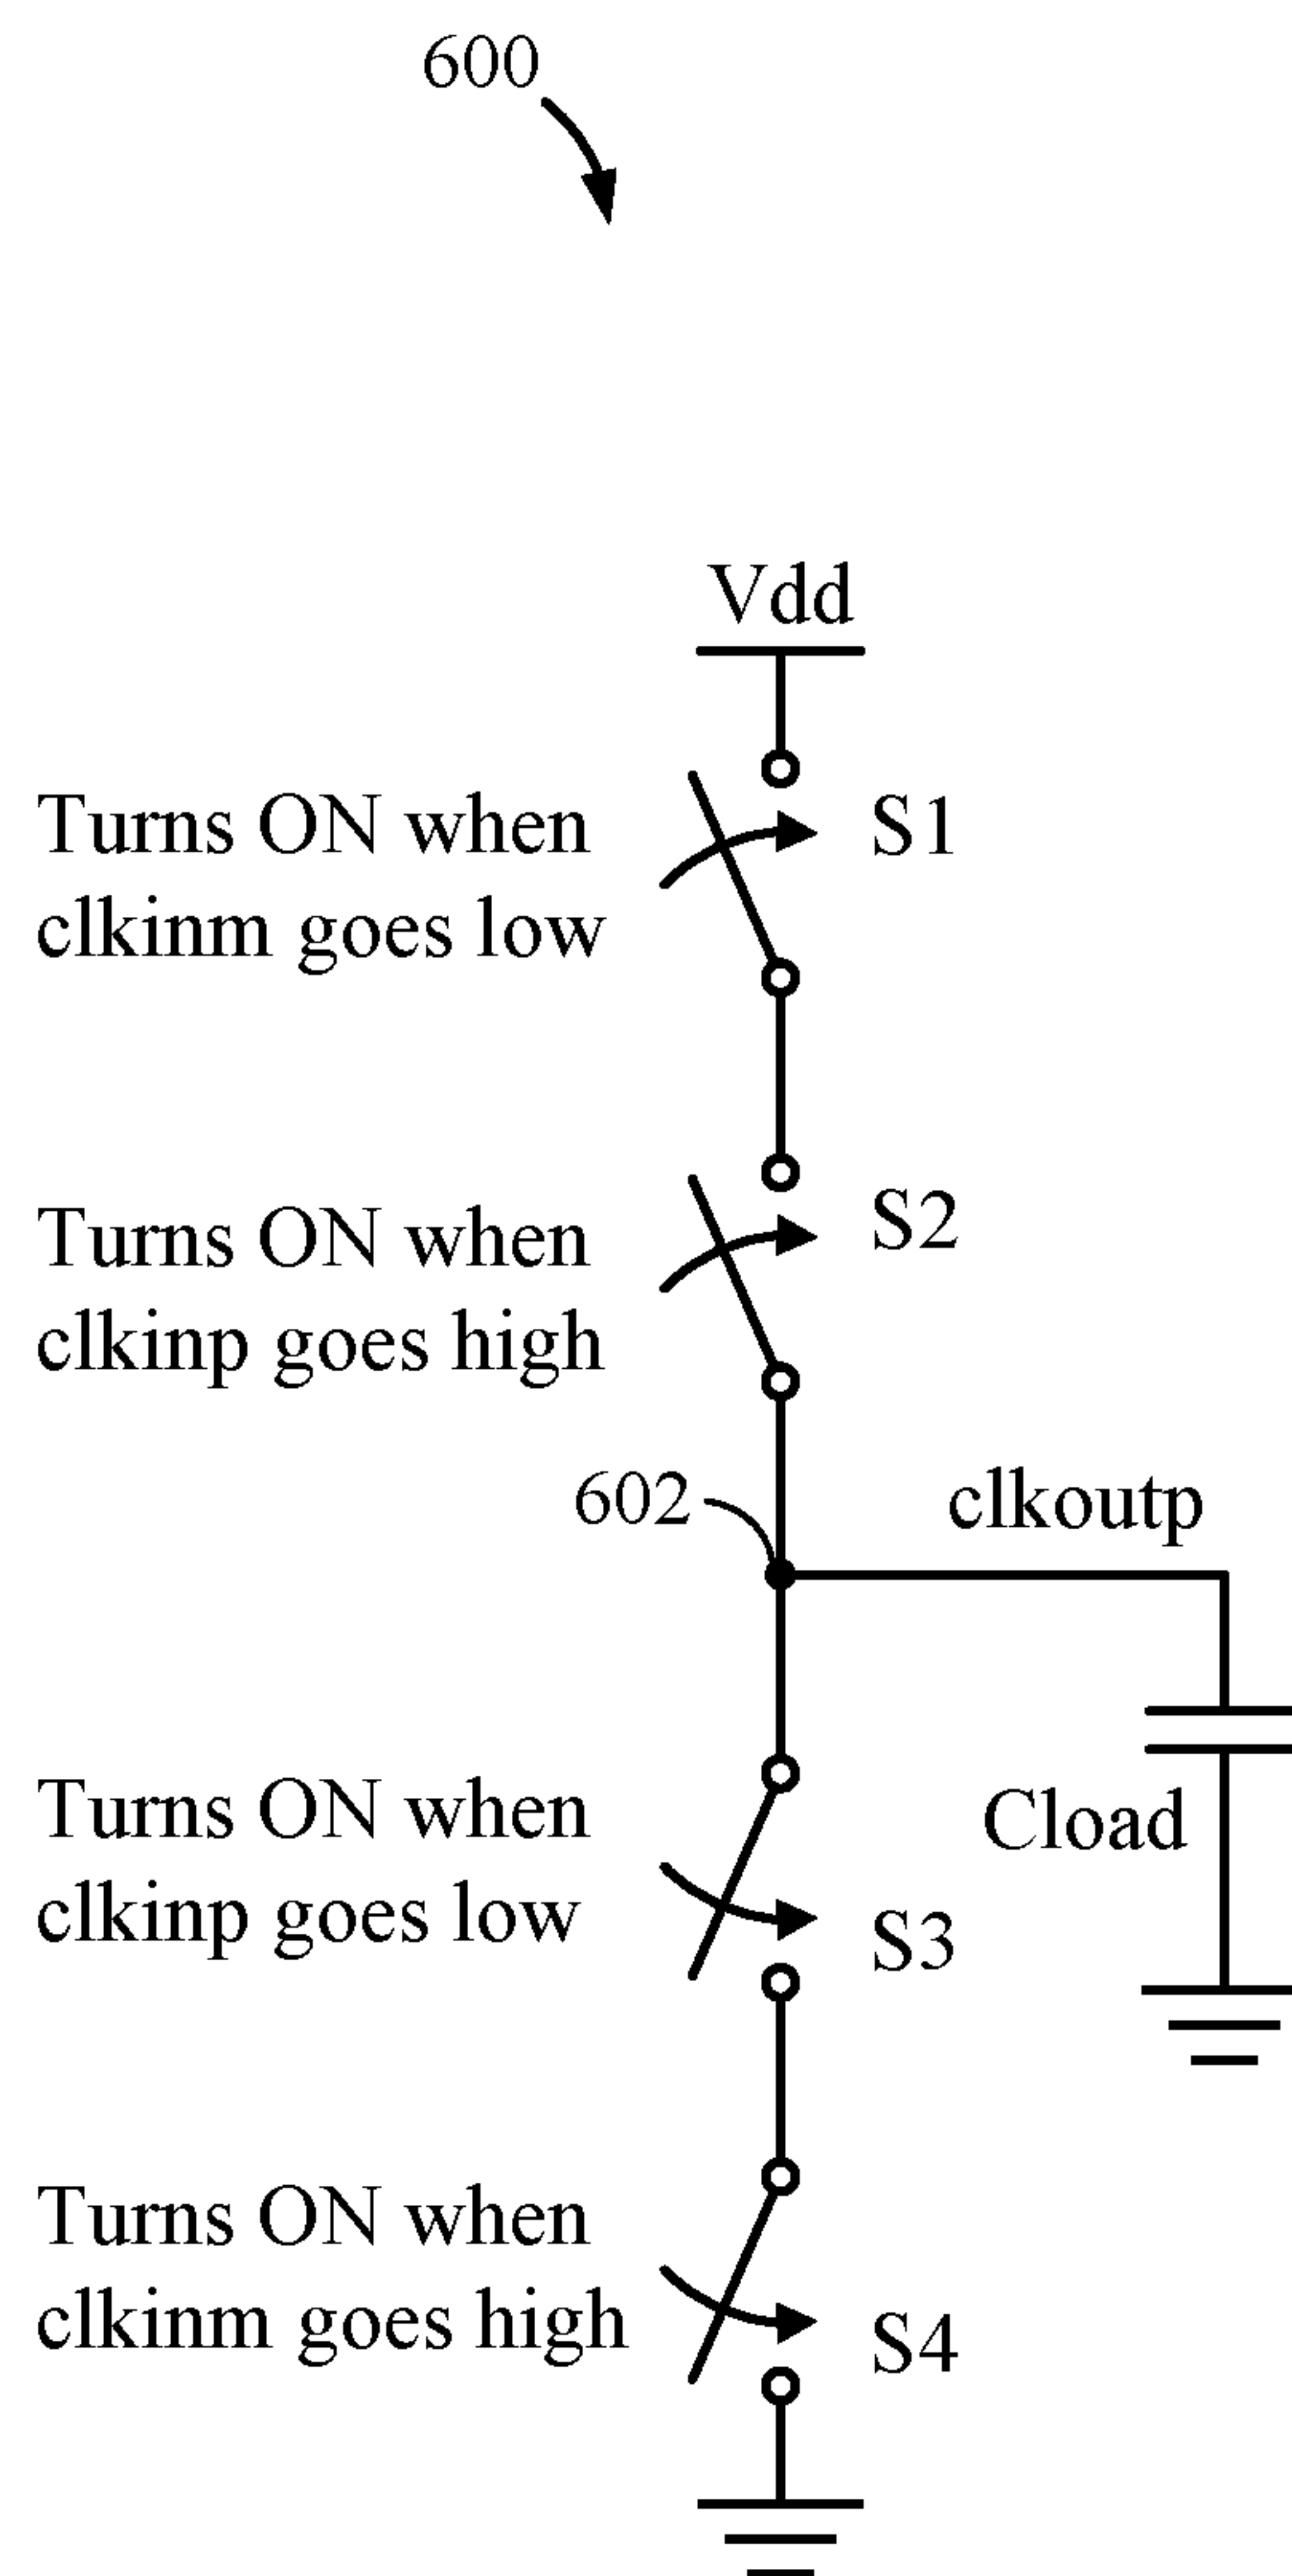 600
Vdd
Turns ON when
clkinm goes low
S1
Turns ON when
clkinp goes high
S2
602
clkoutp
Turns ON when
clkinp goes low
Cload
S3
Turns ON when
clkinm goes high
S4